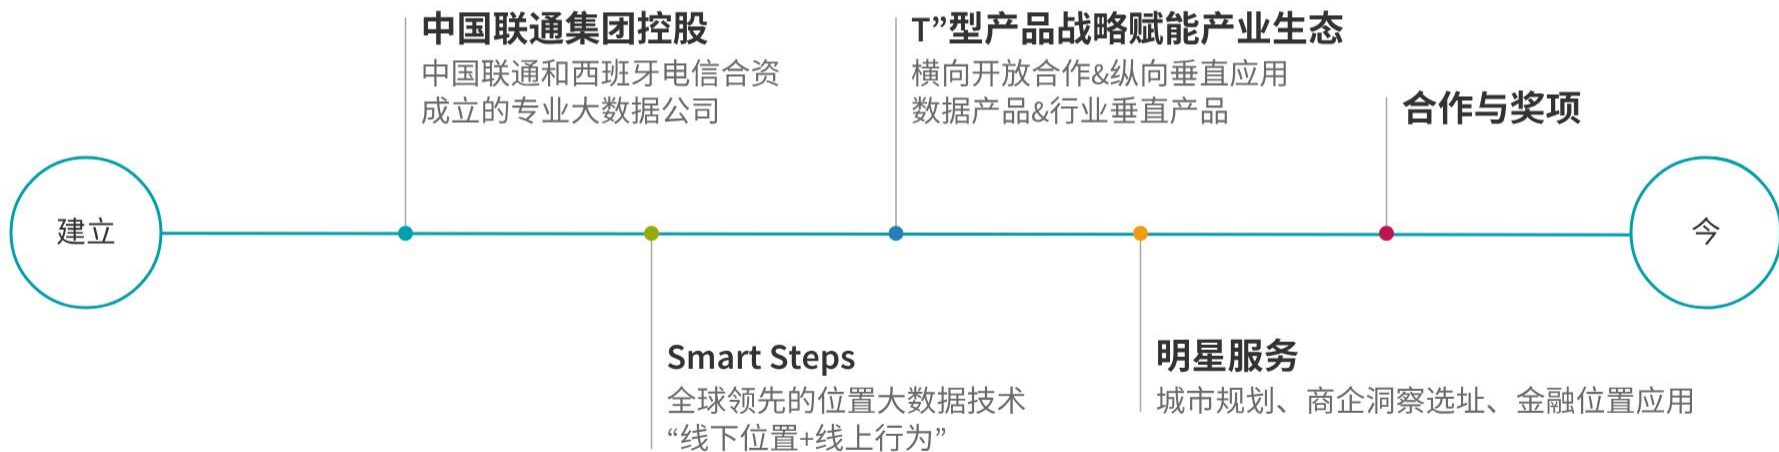 中国联通集团控股
中国联通和西班牙电信合资
成立的专业大数据公司
T”型产品战略赋能产业生态
横向开放合作&纵向垂直应用
数据产品&行业垂直产品
合作与奖项
建立
今
Smart Steps
全球领先的位置大数据技术
“线下位置+线上行为”
明星服务
城市规划、商企洞察选址、金融位置应用